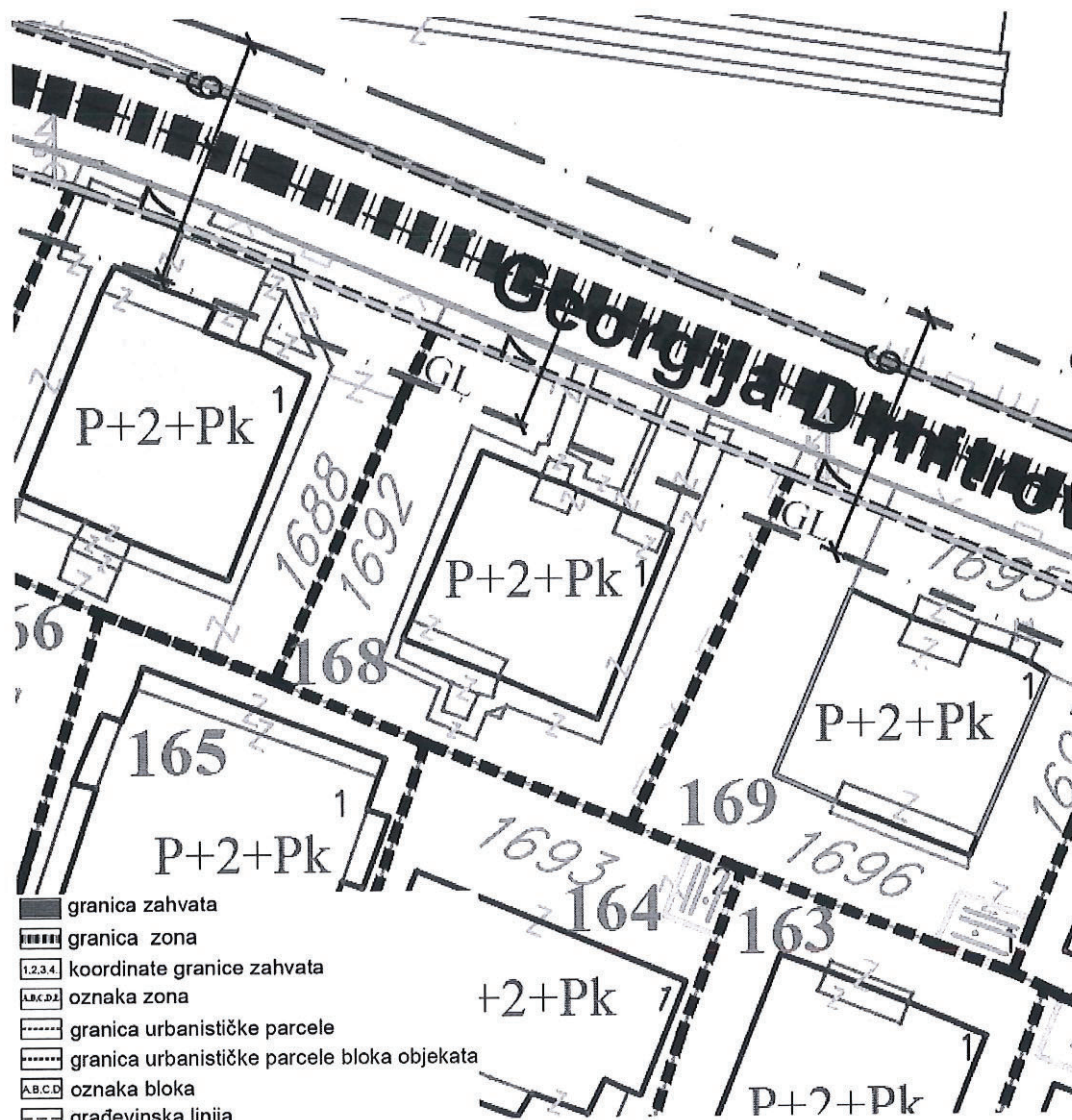 Georgija Dimitrov
GL
GL
P+2+Pk
1
1688
1692
P+2+Pk
1
1695
168
P+2+Pk
1
66
165
1
P+2+Pk
169
1696
1693
164
163
+2+Pk
1
1
P+2+Pk
granica zahvata
granica zona
1,2,3,4. koordinate granice zahvata
A,B,C,D,E oznaka zona
granica urbanističke parcele
granica urbanističke parcele bloka objekata
A,B,C,D oznaka bloka
građevinska linija